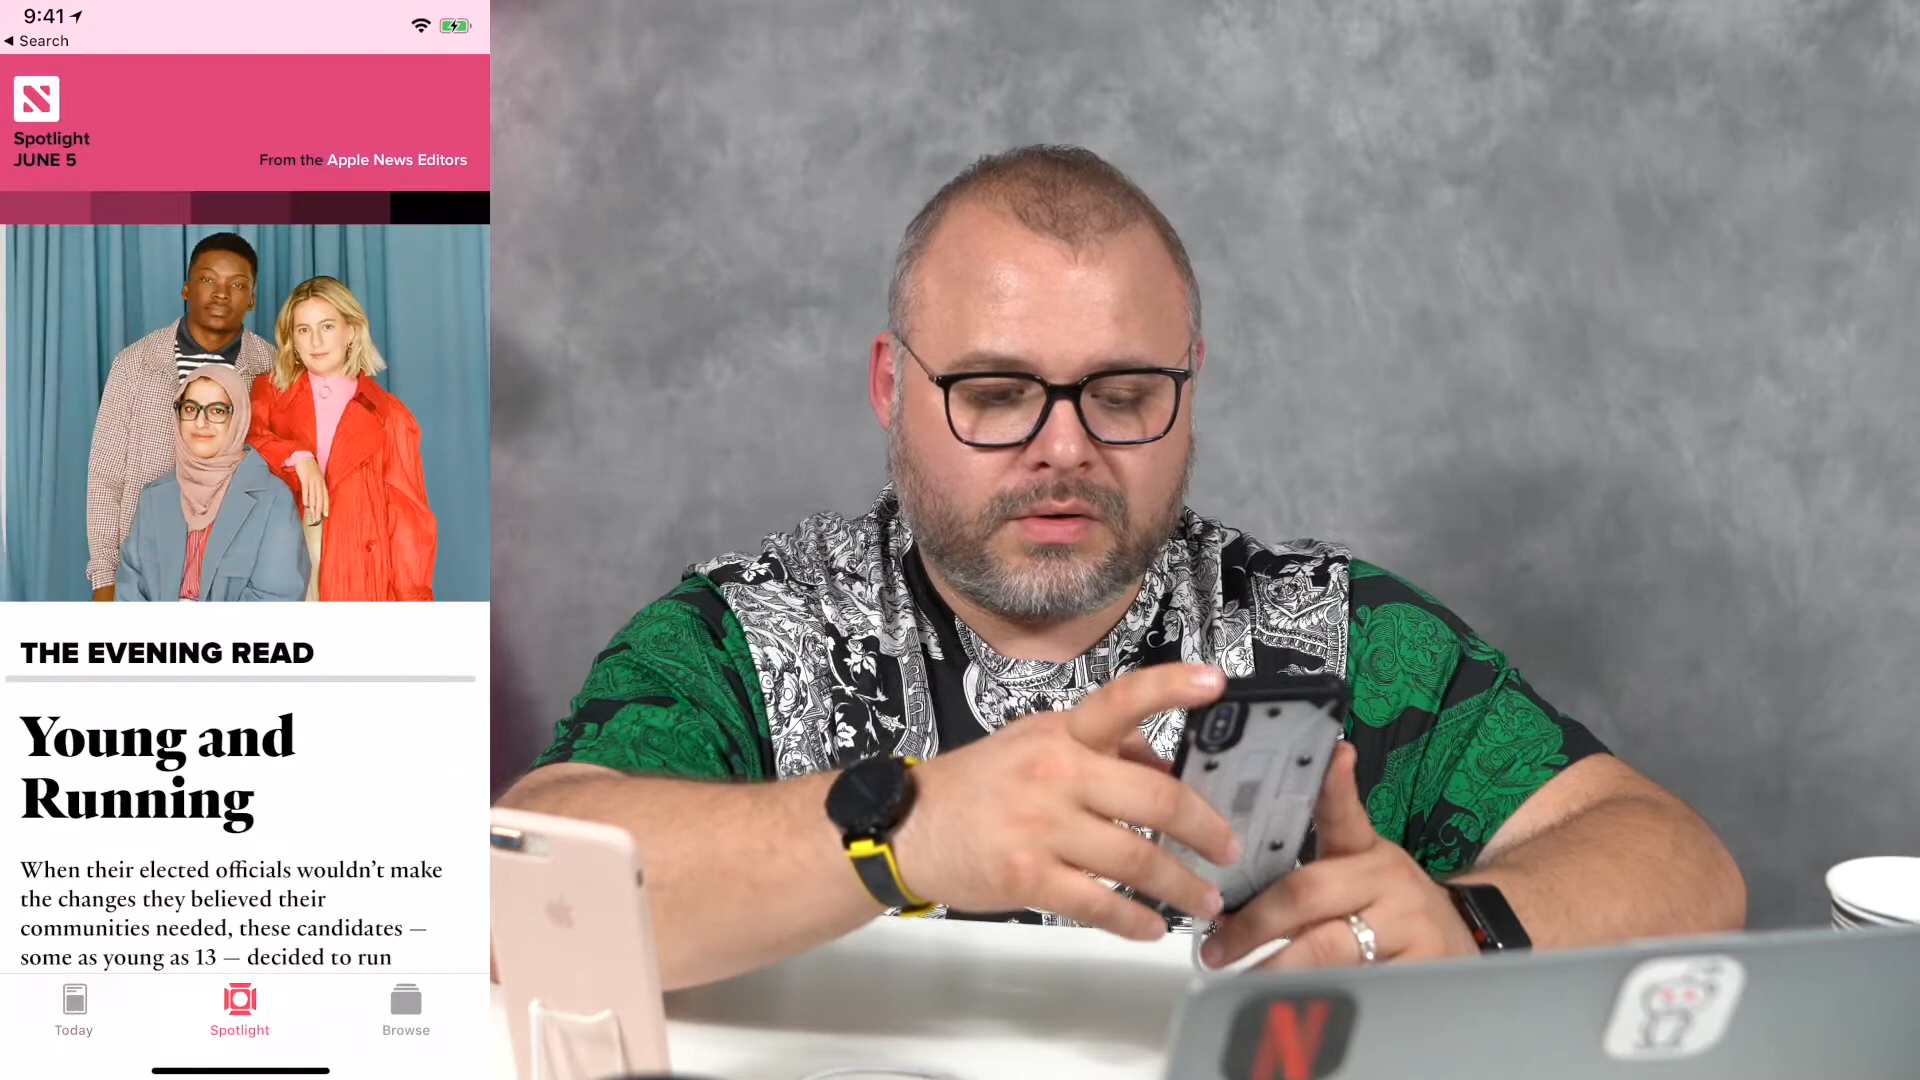 9:41
Search
Spotlight
JUNE 5
From the Apple News Editors
THE EVENING READ
Young and
Running
When their elected officials wouldn’t make
the changes they believed their
communities needed, these candidates —
some as young as 13 — decided to run
Today
Spotlight
Browse
N